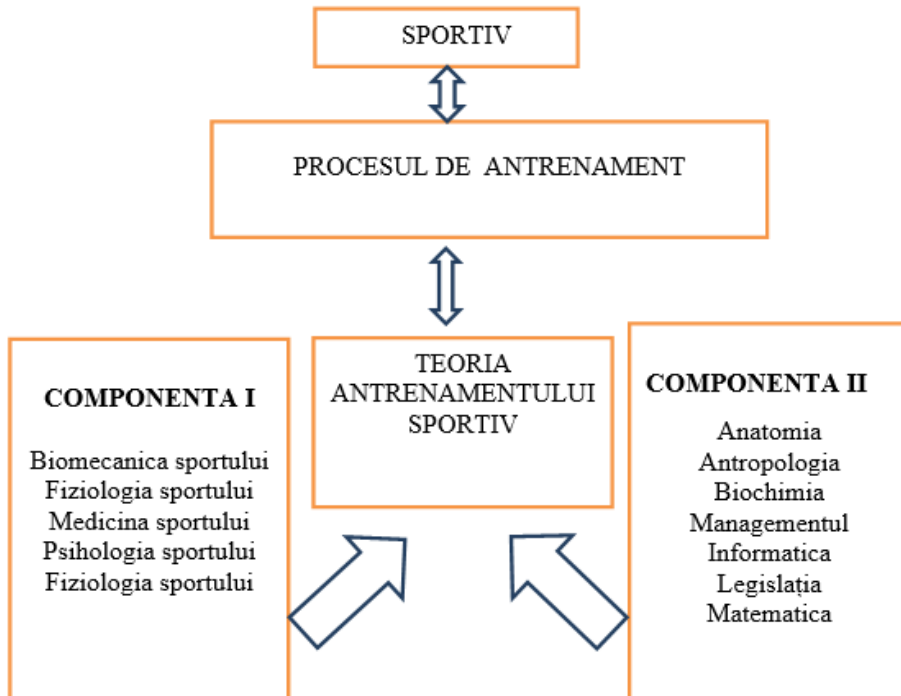 SPORTIV
PROCESUL DE ANTRENAMENT
COMPONENTA I
Biomecanica sportului
Fiziologia sportului
Medicina sportului
Psihologia sportului
Fiziologia sportului
TEORIA
ANTRENAMENTULUI
SPORTIV
COMPONENTA II
Anatomia
Antropologia
Biochimia
Managementul
Informatica
Legislația
Matematica